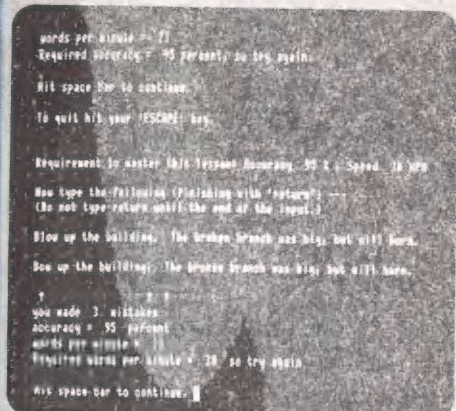 words per minute =
Required accuracy = 95 percent, so try again.
Hit space bar to continue.
To quit hit your 'ESCAPE' key.
Requirement to master this lesson: Accuracy 95 % , Speed WPM
Now type the following (Finishing with 'return') ---
(Do not type return until the end of the input.)
Blow up the building. The broken branch was big, but will burn.
Bow up the building; The broken branch was big; but will burn.
you made 3 mistakes
accuracy = 95 percent
words per minute =
Required words per minute = so try again
Hit space bar to continue.